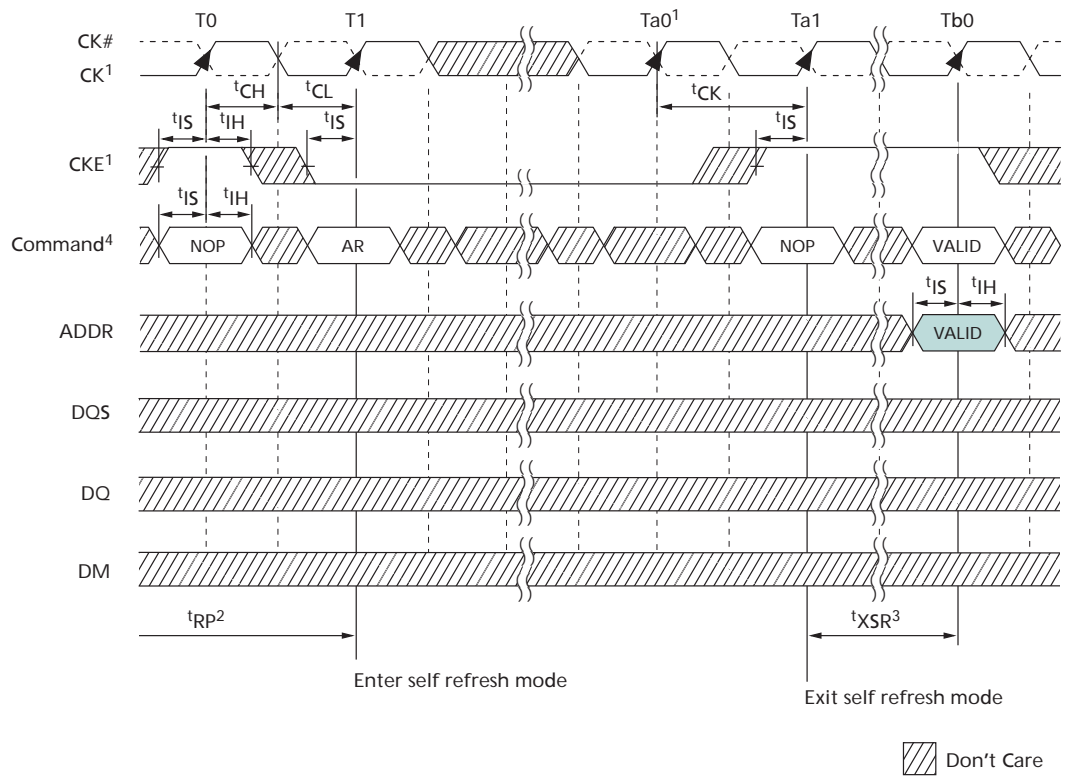 T0 T1 Ta0¹ Ta1 Tb0
CK#
CK¹
tCH tCL tCK
tIS tIH tIS tIS
CKE¹
tIS tIH
Command⁴ NOP AR NOP VALID
tIS tIH
ADDR VALID
DQS
DQ
DM
tRP² tXSR³
Enter self refresh mode
Exit self refresh mode
Don't Care